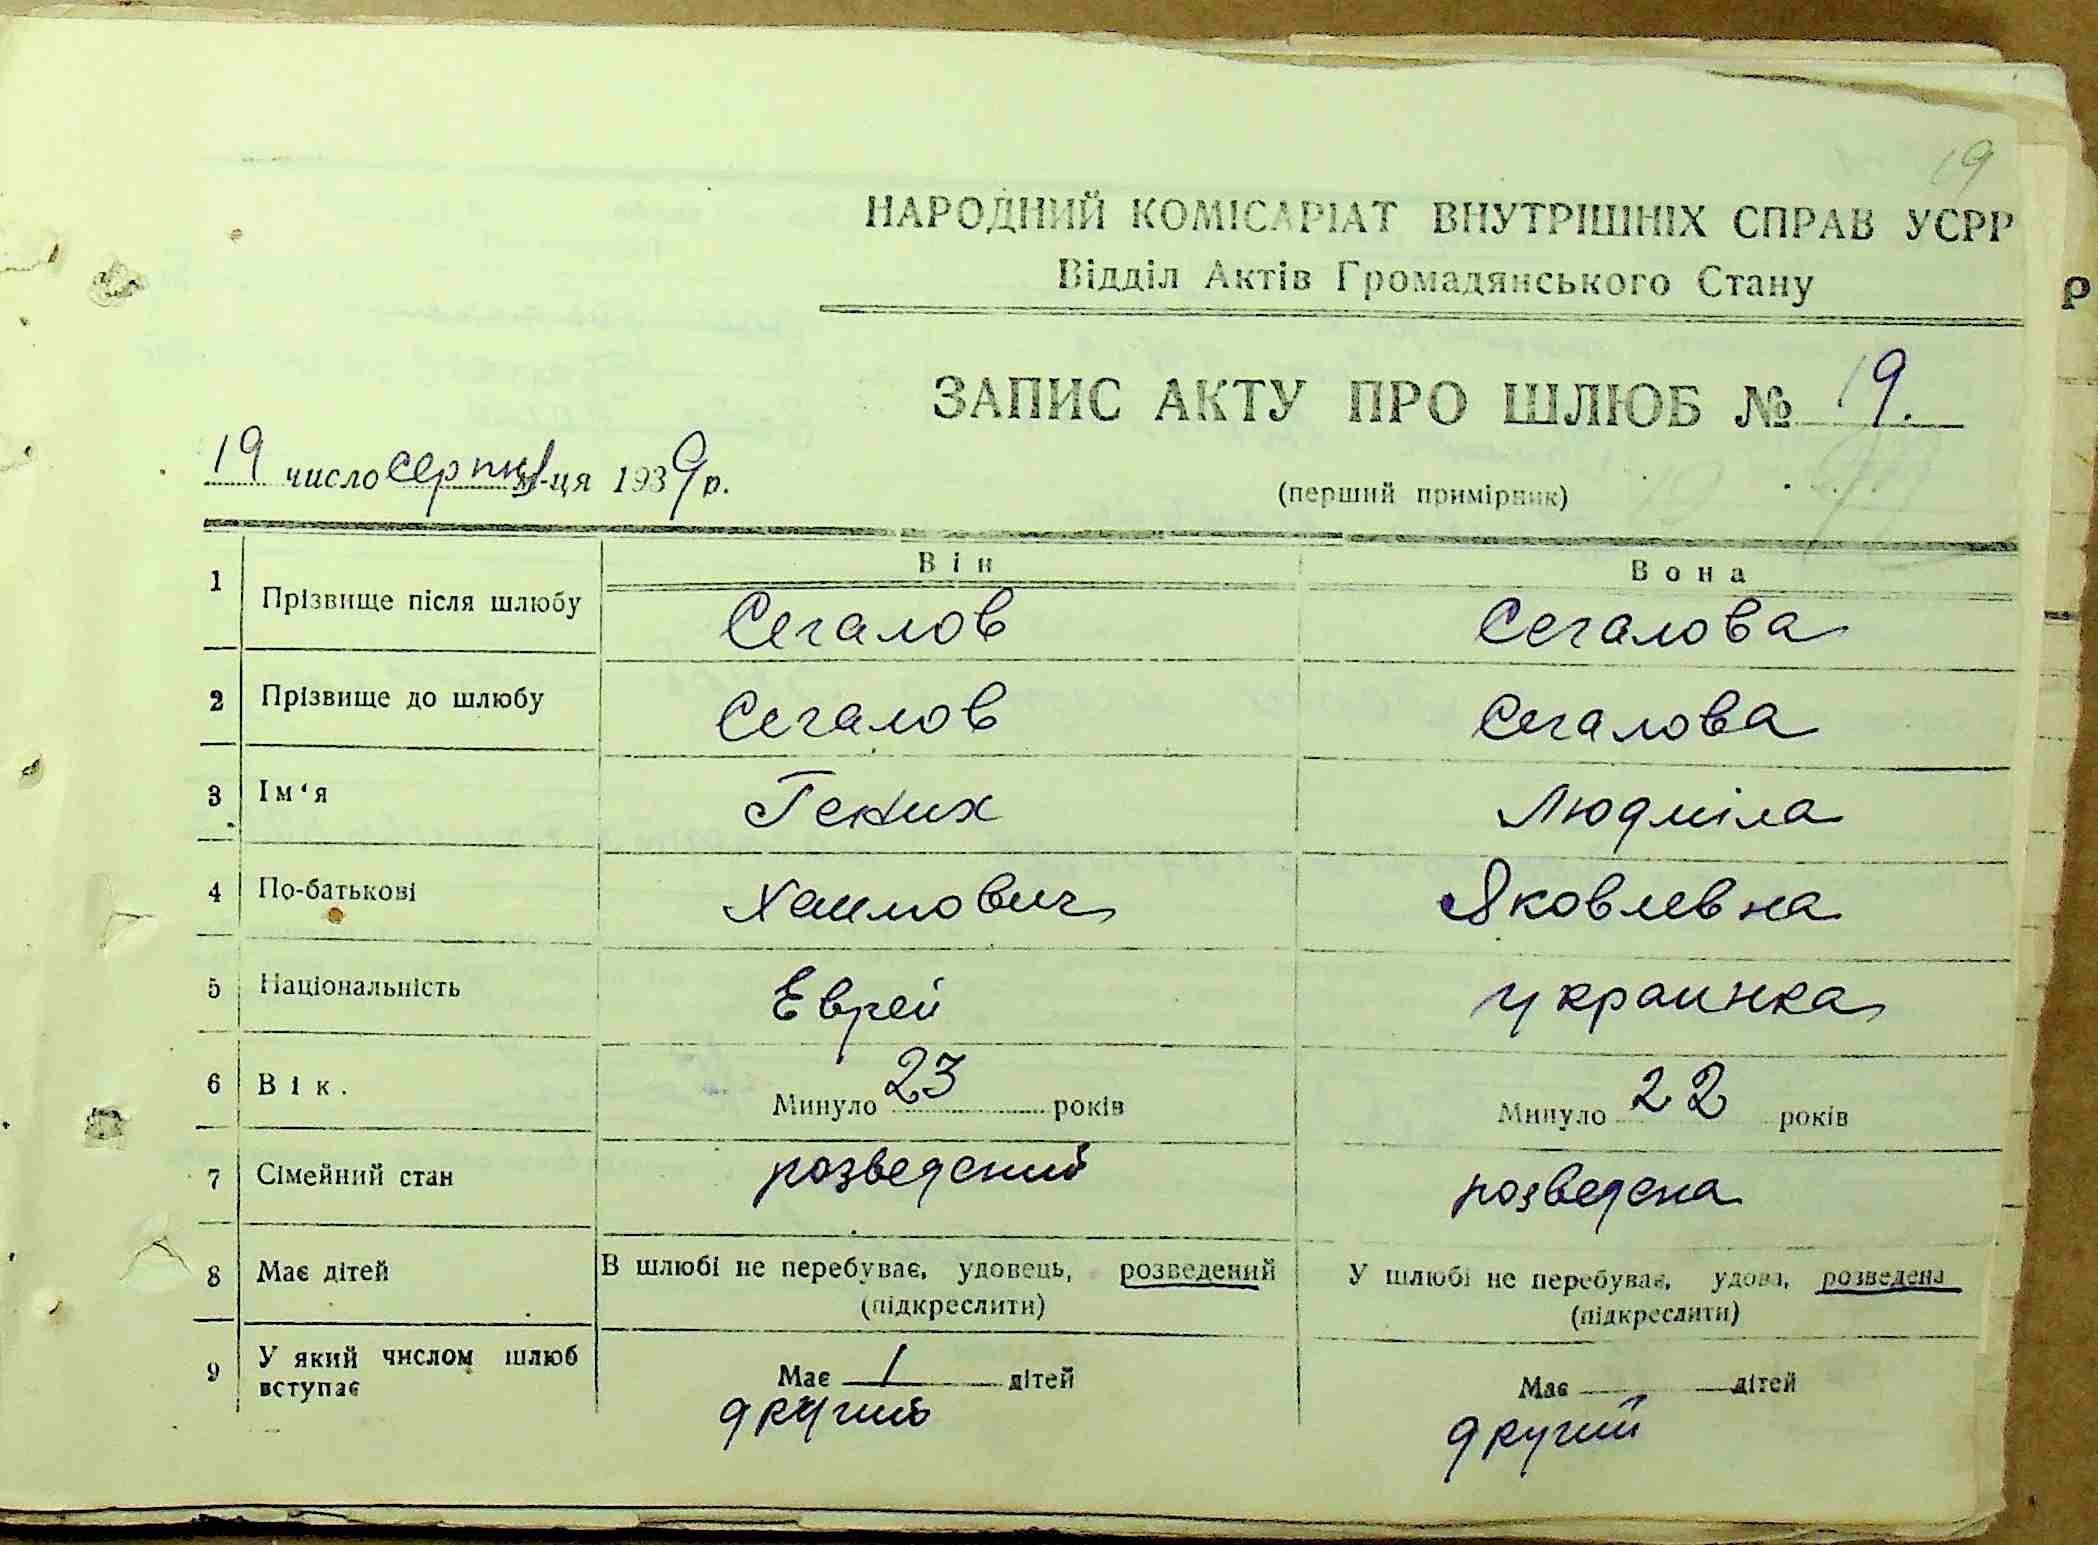 19
НАРОДНИЙ КОМІСАРІАТ ВНУТРІШНІХ СПРАВ УСРР
Відділ Актів Громадянського Стану
Р
ЗАПИС АКТУ ПРО ШЛЮБ № 19.
19 число серпня м-ця 1939 р.
(перший примірник)
Він Вона
1 Прізвище після шлюбу Сегалов Сегалова
2 Прізвище до шлюбу Сегалов Сегалова
3 Ім‘я Гених Людміла
4 По-батькові Хаимович Яковлевна
5 Національність Еврей украинка
6 Вік. Минуло 23 років Минуло 22 років
7 Сімейний стан розведений розведена
8 Має дітей В шлюбі не перебуває, удовець, розведений У шлюбі не перебуває, удова, розведена
(підкреслити) (підкреслити)
9 У який числом шлюб вступає Має 1 дітей Має дітей
другий другий